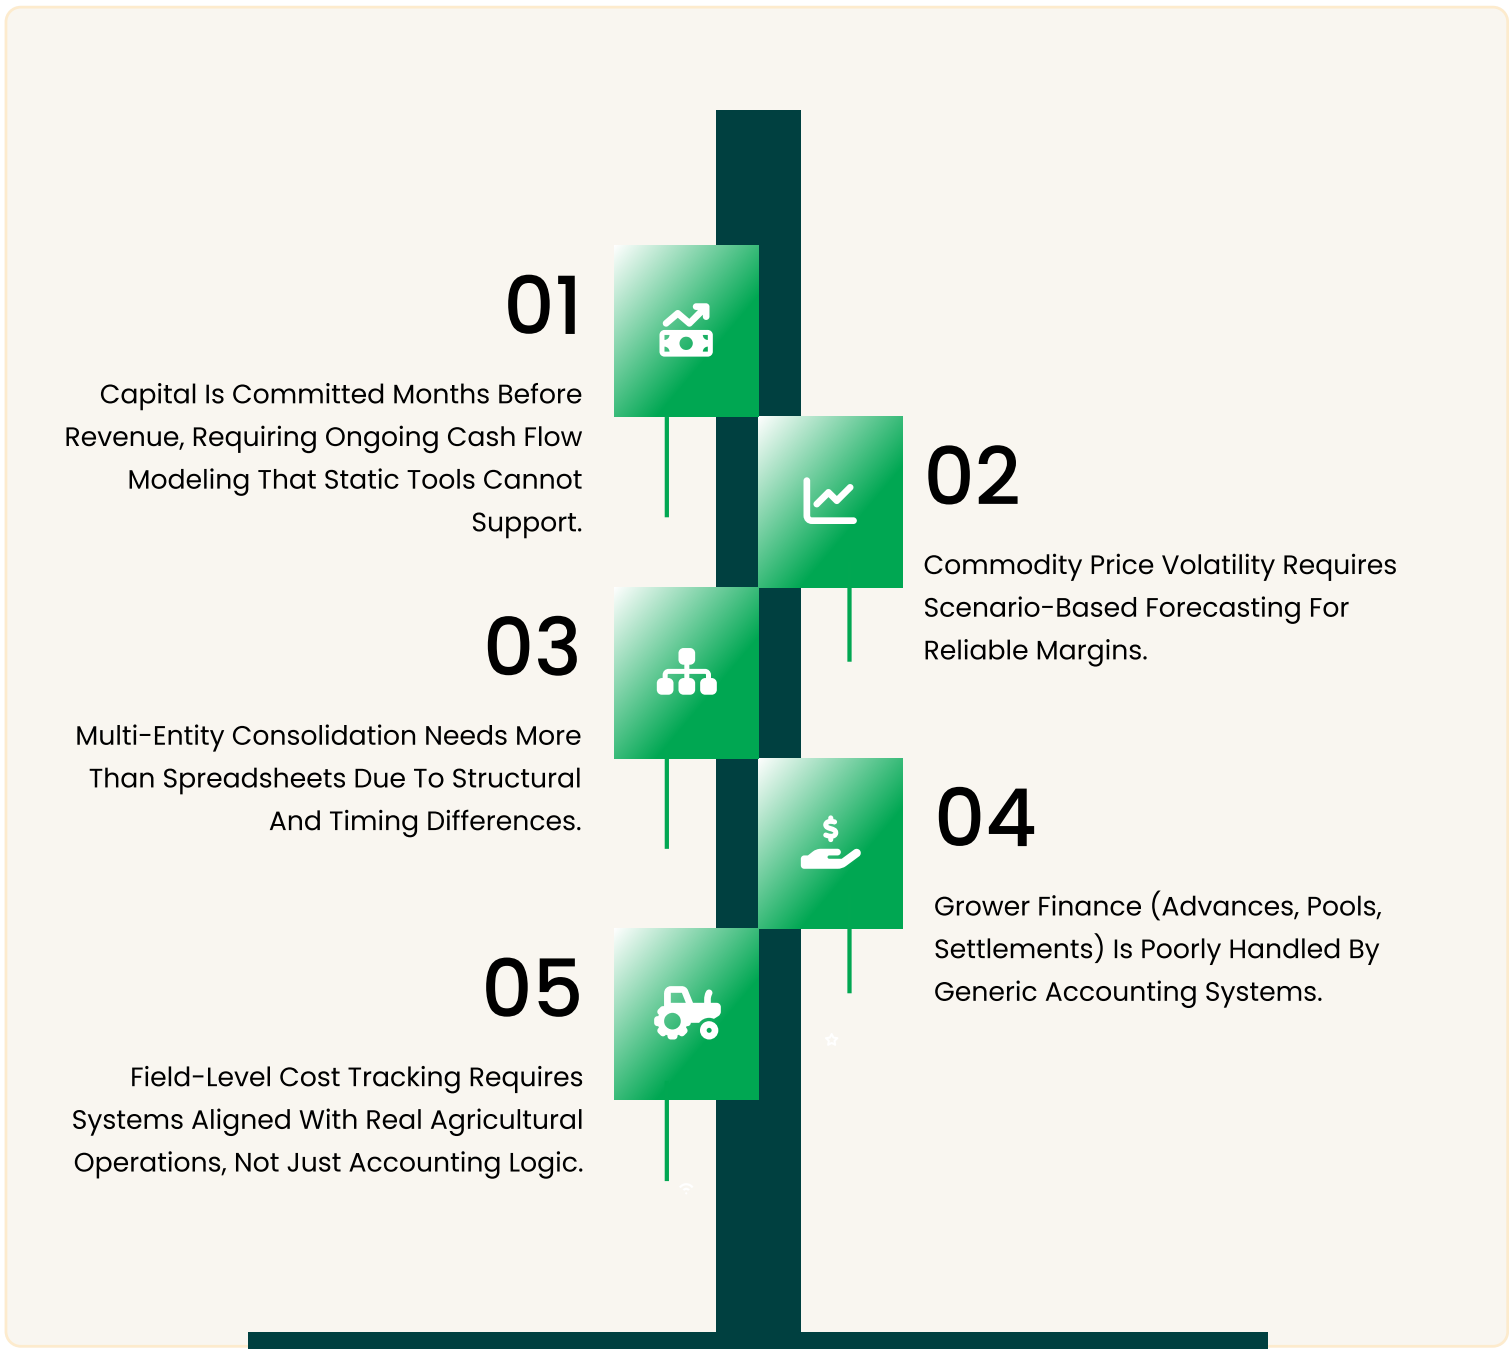 01
Capital Is Committed Months Before
Revenue, Requiring Ongoing Cash Flow
Modeling That Static Tools Cannot
Support.
02
Commodity Price Volatility Requires
Scenario-Based Forecasting For
Reliable Margins.
03
Multi-Entity Consolidation Needs More
Than Spreadsheets Due To Structural
And Timing Differences.
04
Grower Finance (Advances, Pools,
Settlements) Is Poorly Handled By
Generic Accounting Systems.
05
Field-Level Cost Tracking Requires
Systems Aligned With Real Agricultural
Operations, Not Just Accounting Logic.